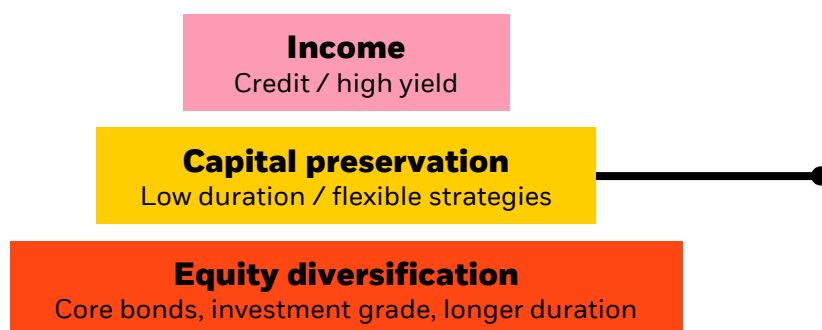 Income
Credit / high yield
Capital preservation
Low duration / flexible strategies
Equity diversification
Core bonds, investment grade, longer duration